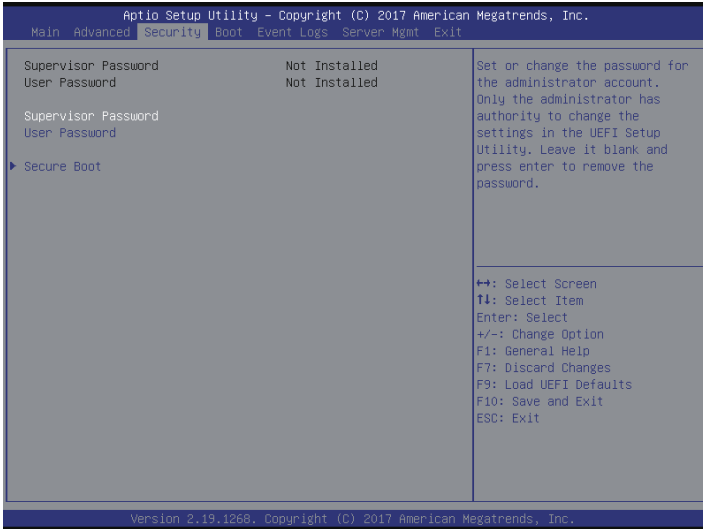 Aptio Setup Utility – Copyright (C) 2017 American Megatrends, Inc.
Main Advanced Security Boot Event Logs Server Mgmt Exit
Supervisor Password Not Installed
User Password Not Installed
Supervisor Password
User Password
Secure Boot
Set or change the password for
the administrator account.
Only the administrator has
authority to change the
settings in the UEFI Setup
Utility. Leave it blank and
press enter to remove the
password.
↔: Select Screen
↑↓: Select Item
Enter: Select
+/-: Change Option
F1: General Help
F7: Discard Changes
F9: Load UEFI Defaults
F10: Save and Exit
ESC: Exit
Version 2.19.1268. Copyright (C) 2017 American Megatrends, Inc.